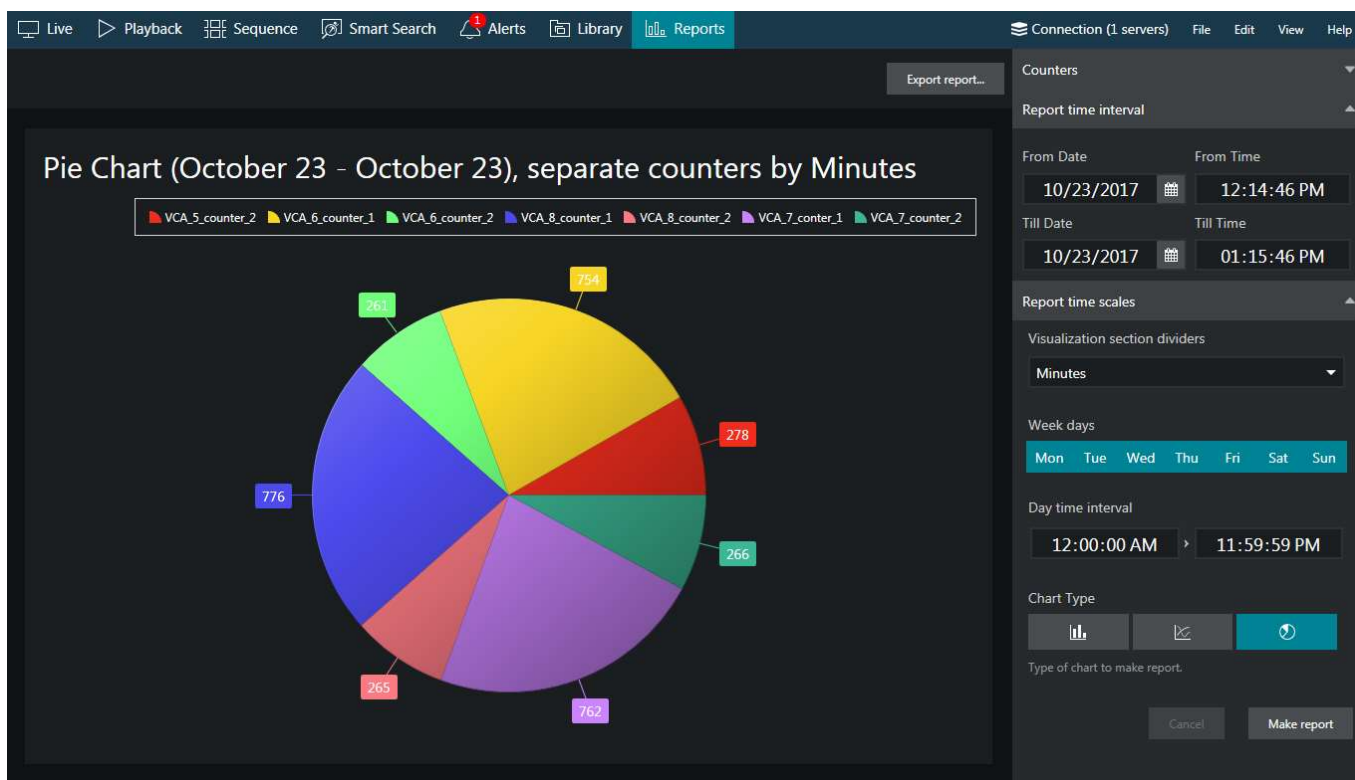 Live Playback Sequence Smart Search 1 Alerts Library Reports Connection (1 servers) File Edit View Help
Export report...
Pie Chart (October 23 - October 23), separate counters by Minutes
VCA_5_counter_2 VCA_6_counter_1 VCA_6_counter_2 VCA_8_counter_1 VCA_8_counter_2 VCA_7_conter_1 VCA_7_counter_2
754
261
278
776
266
265
762
Counters
Report time interval
From Date From Time
10/23/2017 12:14:46 PM
Till Date Till Time
10/23/2017 01:15:46 PM
Report time scales
Visualization section dividers
Minutes
Week days
Mon Tue Wed Thu Fri Sat Sun
Day time interval
12:00:00 AM › 11:59:59 PM
Chart Type
Type of chart to make report.
Cancel Make report